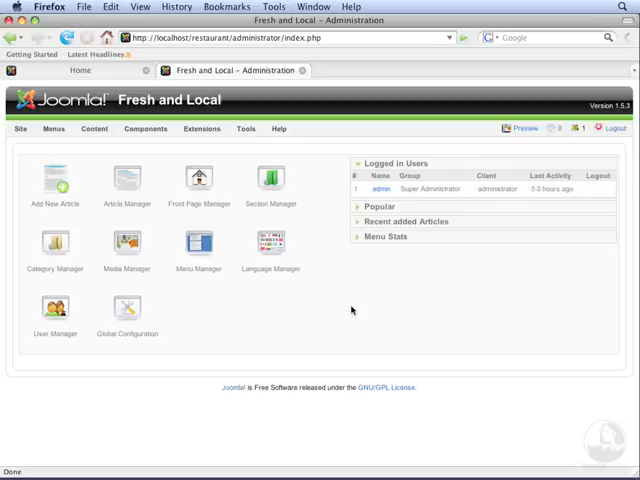 Firefox File Edit View History Bookmarks Tools Window Help
Fresh and Local - Administration
http://localhost/restaurant/administrator/index.php
Google
Getting Started Latest Headlines
Home Fresh and Local - Administration
Joomla! Fresh and Local Version 1.5.3
Site Menus Content Components Extensions Tools Help Preview 0 1 Logout
Logged in Users
# Name Group Client Last Activity Logout
1 admin Super Administrator administrator 0.0 hours ago
Popular
Recent added Articles
Menu Stats
Add New Article Article Manager Front Page Manager Section Manager
Category Manager Media Manager Menu Manager Language Manager
User Manager Global Configuration
Joomla! is Free Software released under the GNU/GPL License.
Done